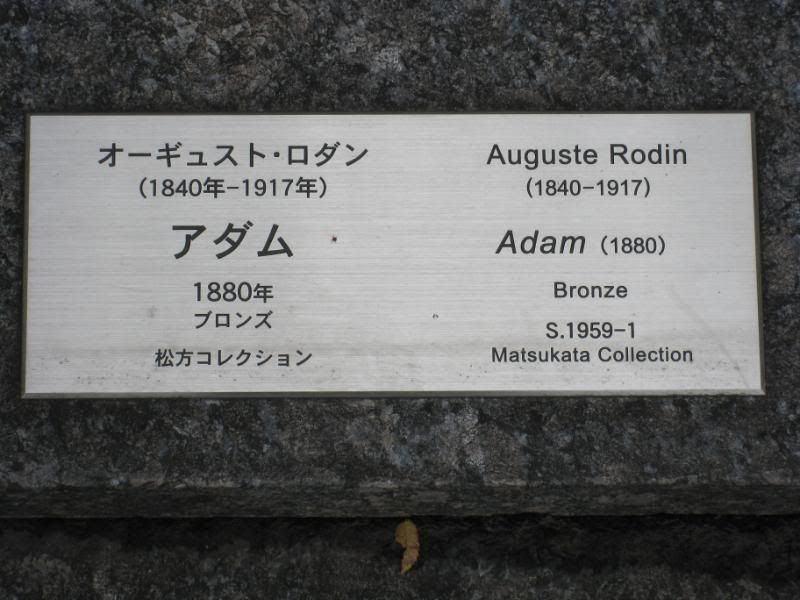 オーギュスト・ロダン
(1840年-1917年)
アダム
1880年
ブロンズ
松方コレクション
Auguste Rodin
(1840-1917)
Adam (1880)
Bronze
S.1959-1
Matsukata Collection